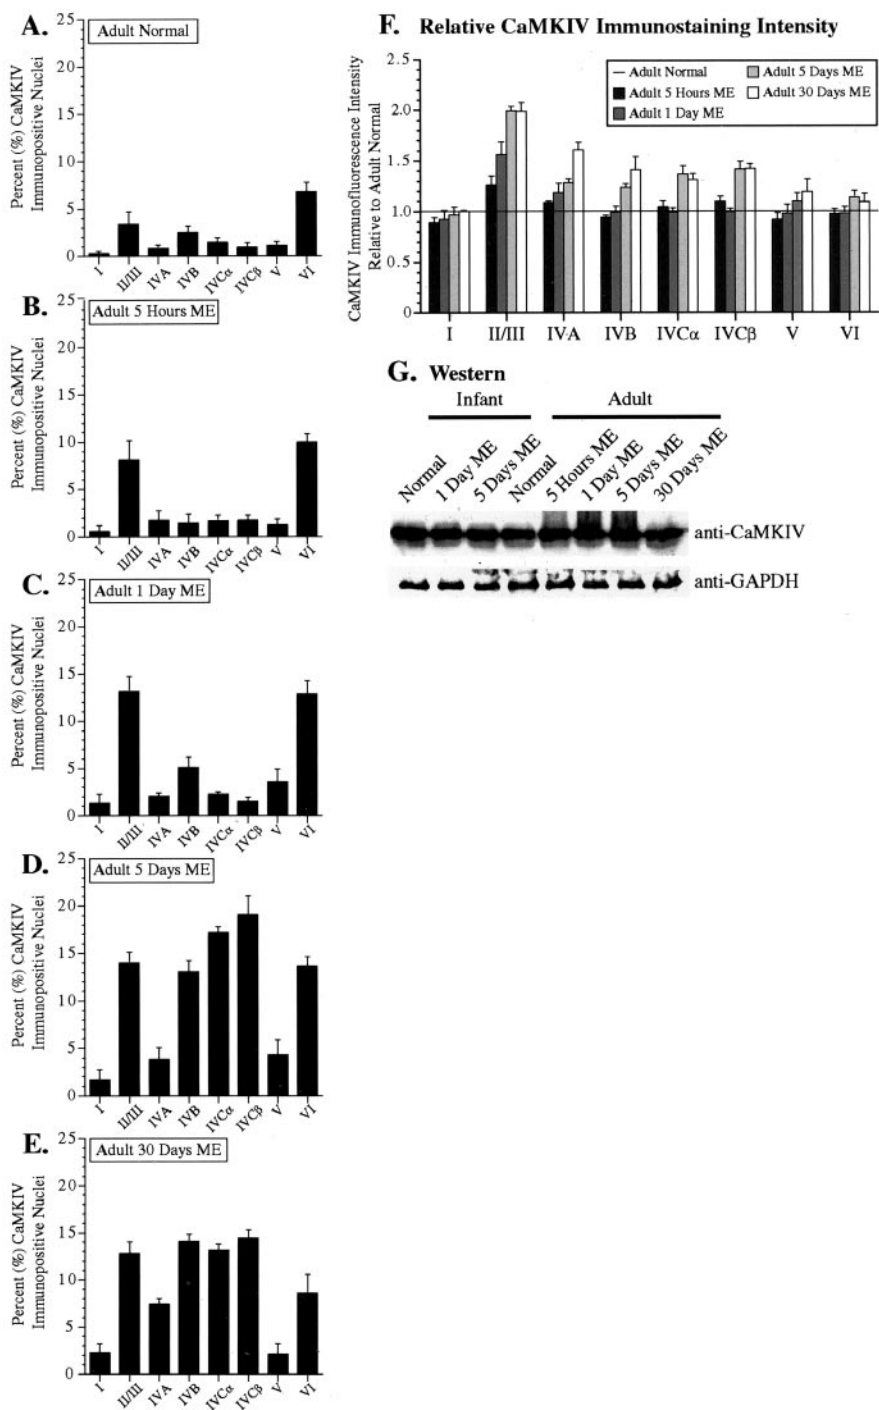 A.
Adult Normal
Percent (%) CaMKIV
Immunopositive Nuclei
25
20
15
10
5
0
I II/III IVA IVB IVCα IVCβ V VI
B.
Adult 5 Hours ME
Percent (%) CaMKIV
Immunopositive Nuclei
25
20
15
10
5
0
I II/III IVA IVB IVCα IVCβ V VI
C.
Adult 1 Day ME
Percent (%) CaMKIV
Immunopositive Nuclei
25
20
15
10
5
0
I II/III IVA IVB IVCα IVCβ V VI
D.
Adult 5 Days ME
Percent (%) CaMKIV
Immunopositive Nuclei
25
20
15
10
5
0
I II/III IVA IVB IVCα IVCβ V VI
E.
Adult 30 Days ME
Percent (%) CaMKIV
Immunopositive Nuclei
25
20
15
10
5
0
I II/III IVA IVB IVCα IVCβ V VI
F. Relative CaMKIV Immunostaining Intensity
CaMKIV Immunofluorescence Intensity
Relative to Adult Normal
2.5
2.0
1.5
1.0
0.5
0
Adult Normal
Adult 5 Hours ME
Adult 1 Day ME
Adult 5 Days ME
Adult 30 Days ME
I II/III IVA IVB IVCα IVCβ V VI
G. Western
Infant Adult
Normal 1 Day ME 5 Days ME Normal 5 Hours ME 1 Day ME 5 Days ME 30 Days ME
anti-CaMKIV
anti-GAPDH